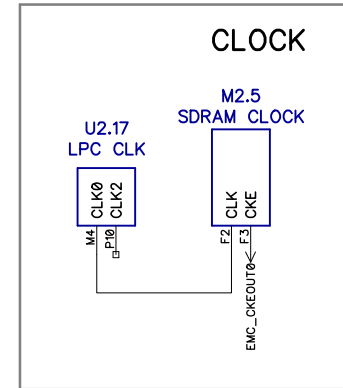 CLOCK
M2.5
SDRAM CLOCK
U2.17
LPC CLK
CLK0
CLK2
CLK
CKE
M4
P10
F2
F3
EMC_CKEOUT0